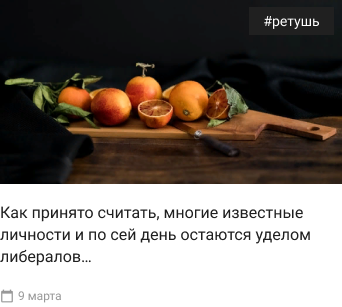 #ретушь
Как принято считать, многие известные
личности и по сей день остаются уделом
либералов...
9 марта